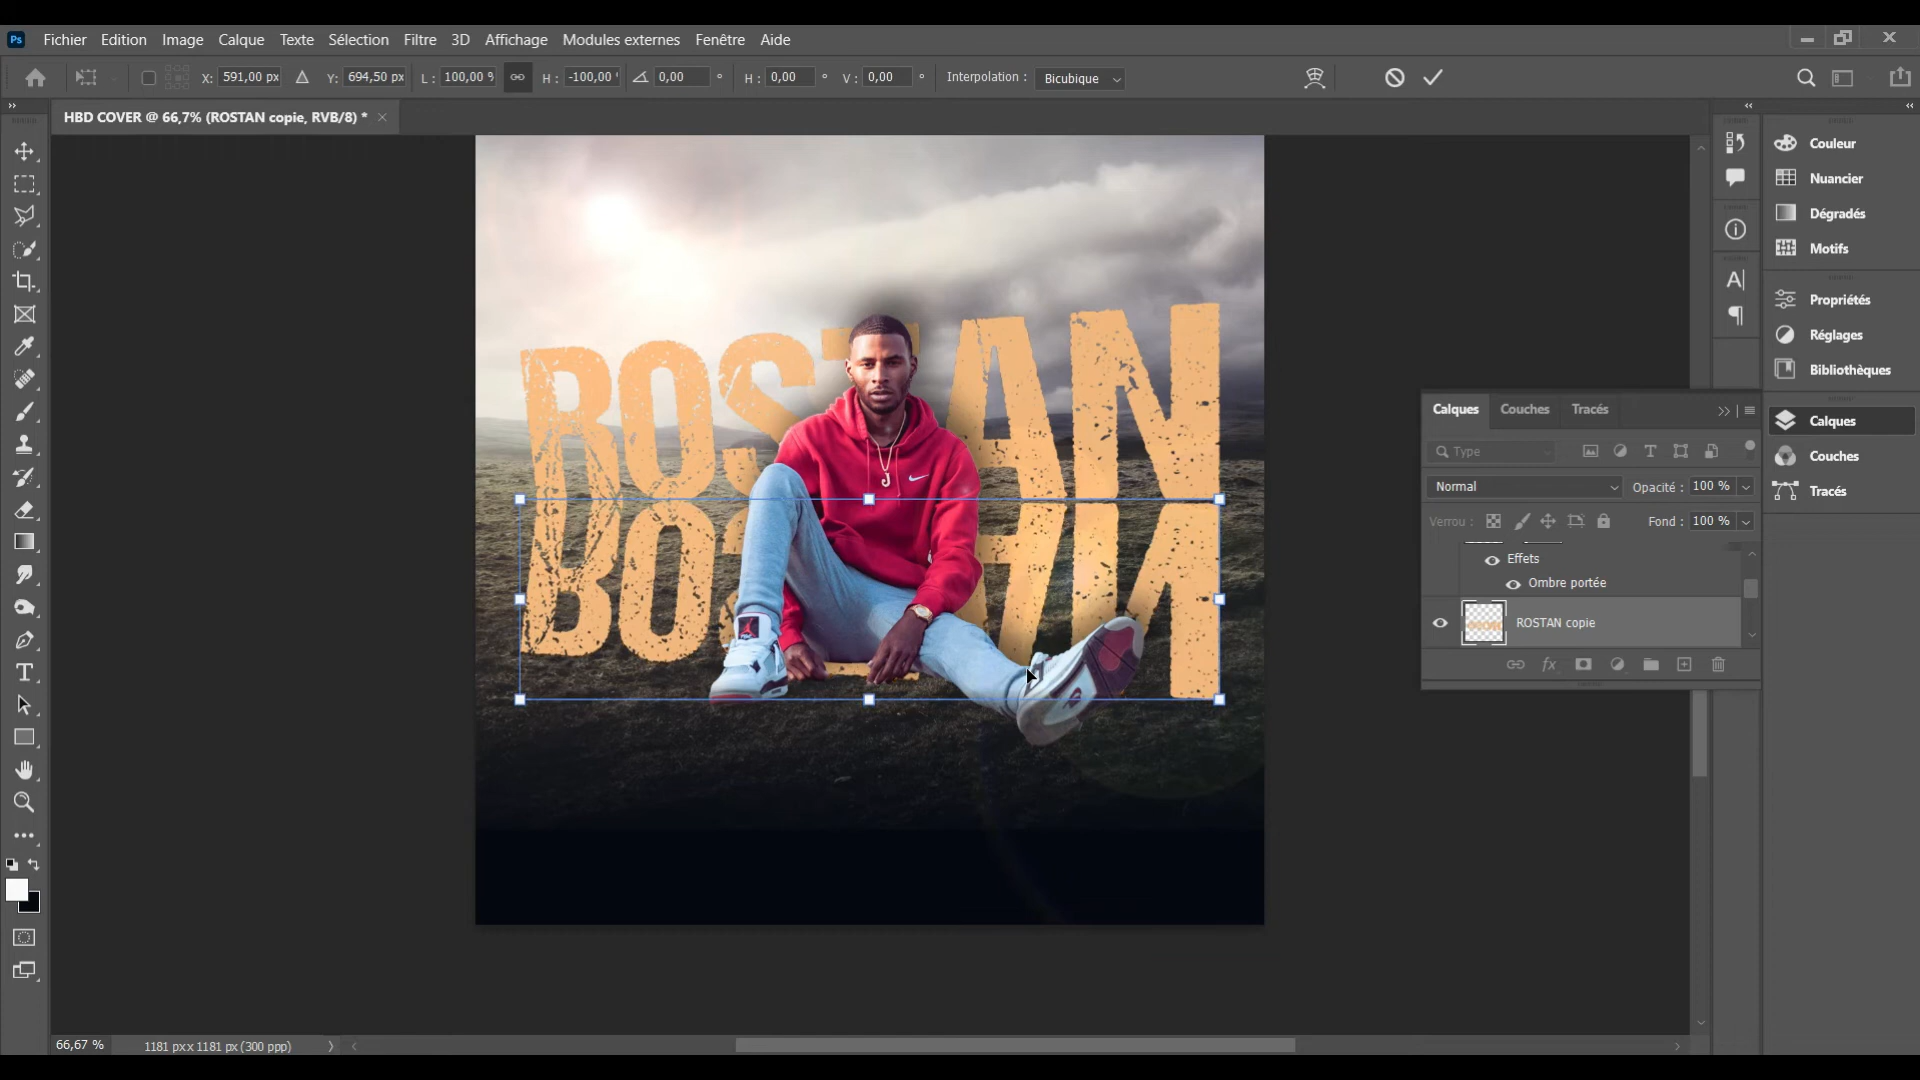 Ps Fichier Edition Image Calque Texte Sélection Filtre 3D Affichage Modules externes Fenêtre Aide
X: 591,00 px Δ Y: 694,50 px L : 100,00 % H : -100,00 0,00 ° H : 0,00 ° V : 0,00 ° Interpolation : Bicubique
HBD COVER @ 66,7% (ROSTAN copie, RVB/8) * ×
ROSTAN
ROSTAN
J
Couleur
Nuancier
Dégradés
Motifs
Propriétés
Réglages
Bibliothèques
Calques
Couches
Tracés
Calques Couches Tracés
Type
Normal Opacité : 100 %
Verrou : Fond : 100 %
Effets
Ombre portée
ROSTAN copie
fx
66,67 % 1181 px x 1181 px (300 ppp)